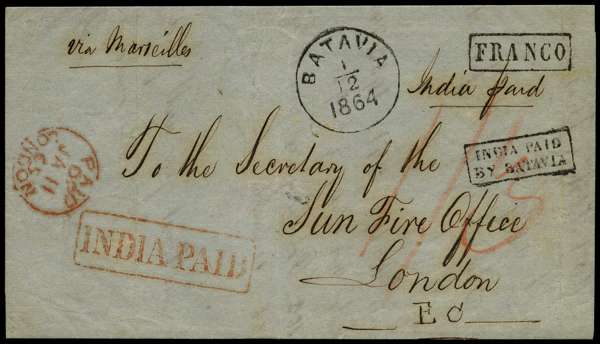 via Marseilles
BATAVIA
1/12
1864
FRANCO
India paid
INDIA PAID
BY BATAVIA
To the Secretary of the
Sun Fire Office
London
EC
PAID
JA 11
LONDON
INDIA PAID